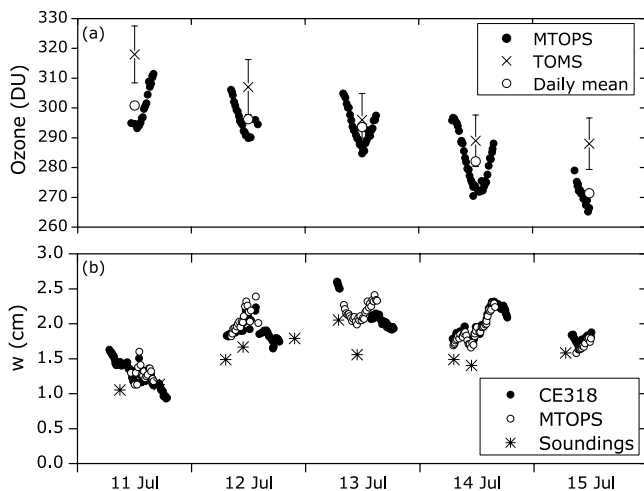 (a)
Ozone (DU)
330
320
310
300
290
280
270
260
MTOPS
TOMS
Daily mean
(b)
w (cm)
3.0
2.5
2.0
1.5
1.0
0.5
0.0
CE318
MTOPS
Soundings
11 Jul
12 Jul
13 Jul
14 Jul
15 Jul